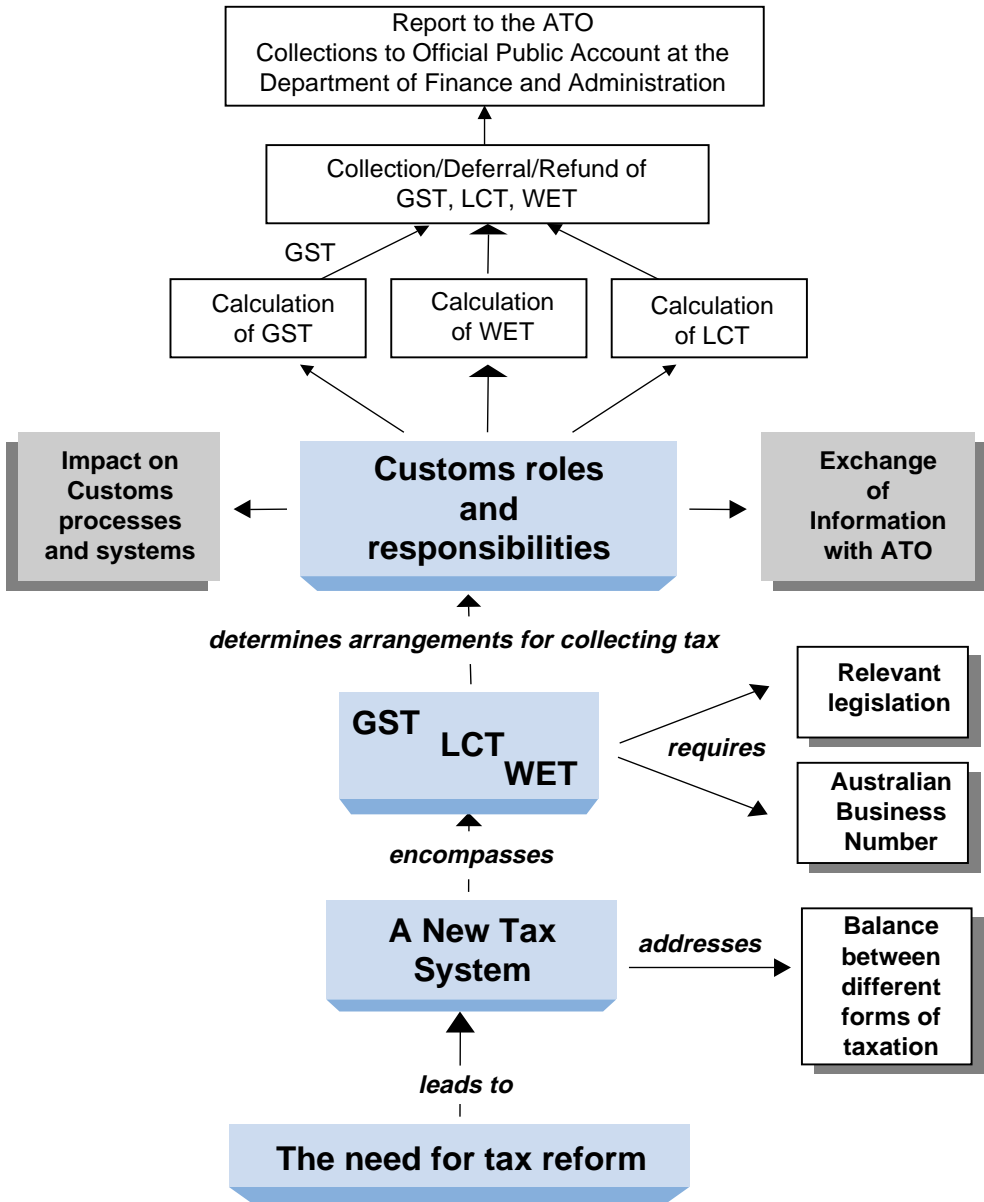 Report to the ATO
Collections to Official Public Account at the
Department of Finance and Administration
Collection/Deferral/Refund of
GST, LCT, WET
GST
Calculation
of GST
Calculation
of WET
Calculation
of LCT
Impact on
Customs
processes
and systems
Customs roles
and
responsibilities
Exchange
of
Information
with ATO
determines arrangements for collecting tax
GST
LCT
WET
requires
Relevant
legislation
Australian
Business
Number
encompasses
A New Tax
System
addresses
Balance
between
different
forms of
taxation
leads to
The need for tax reform